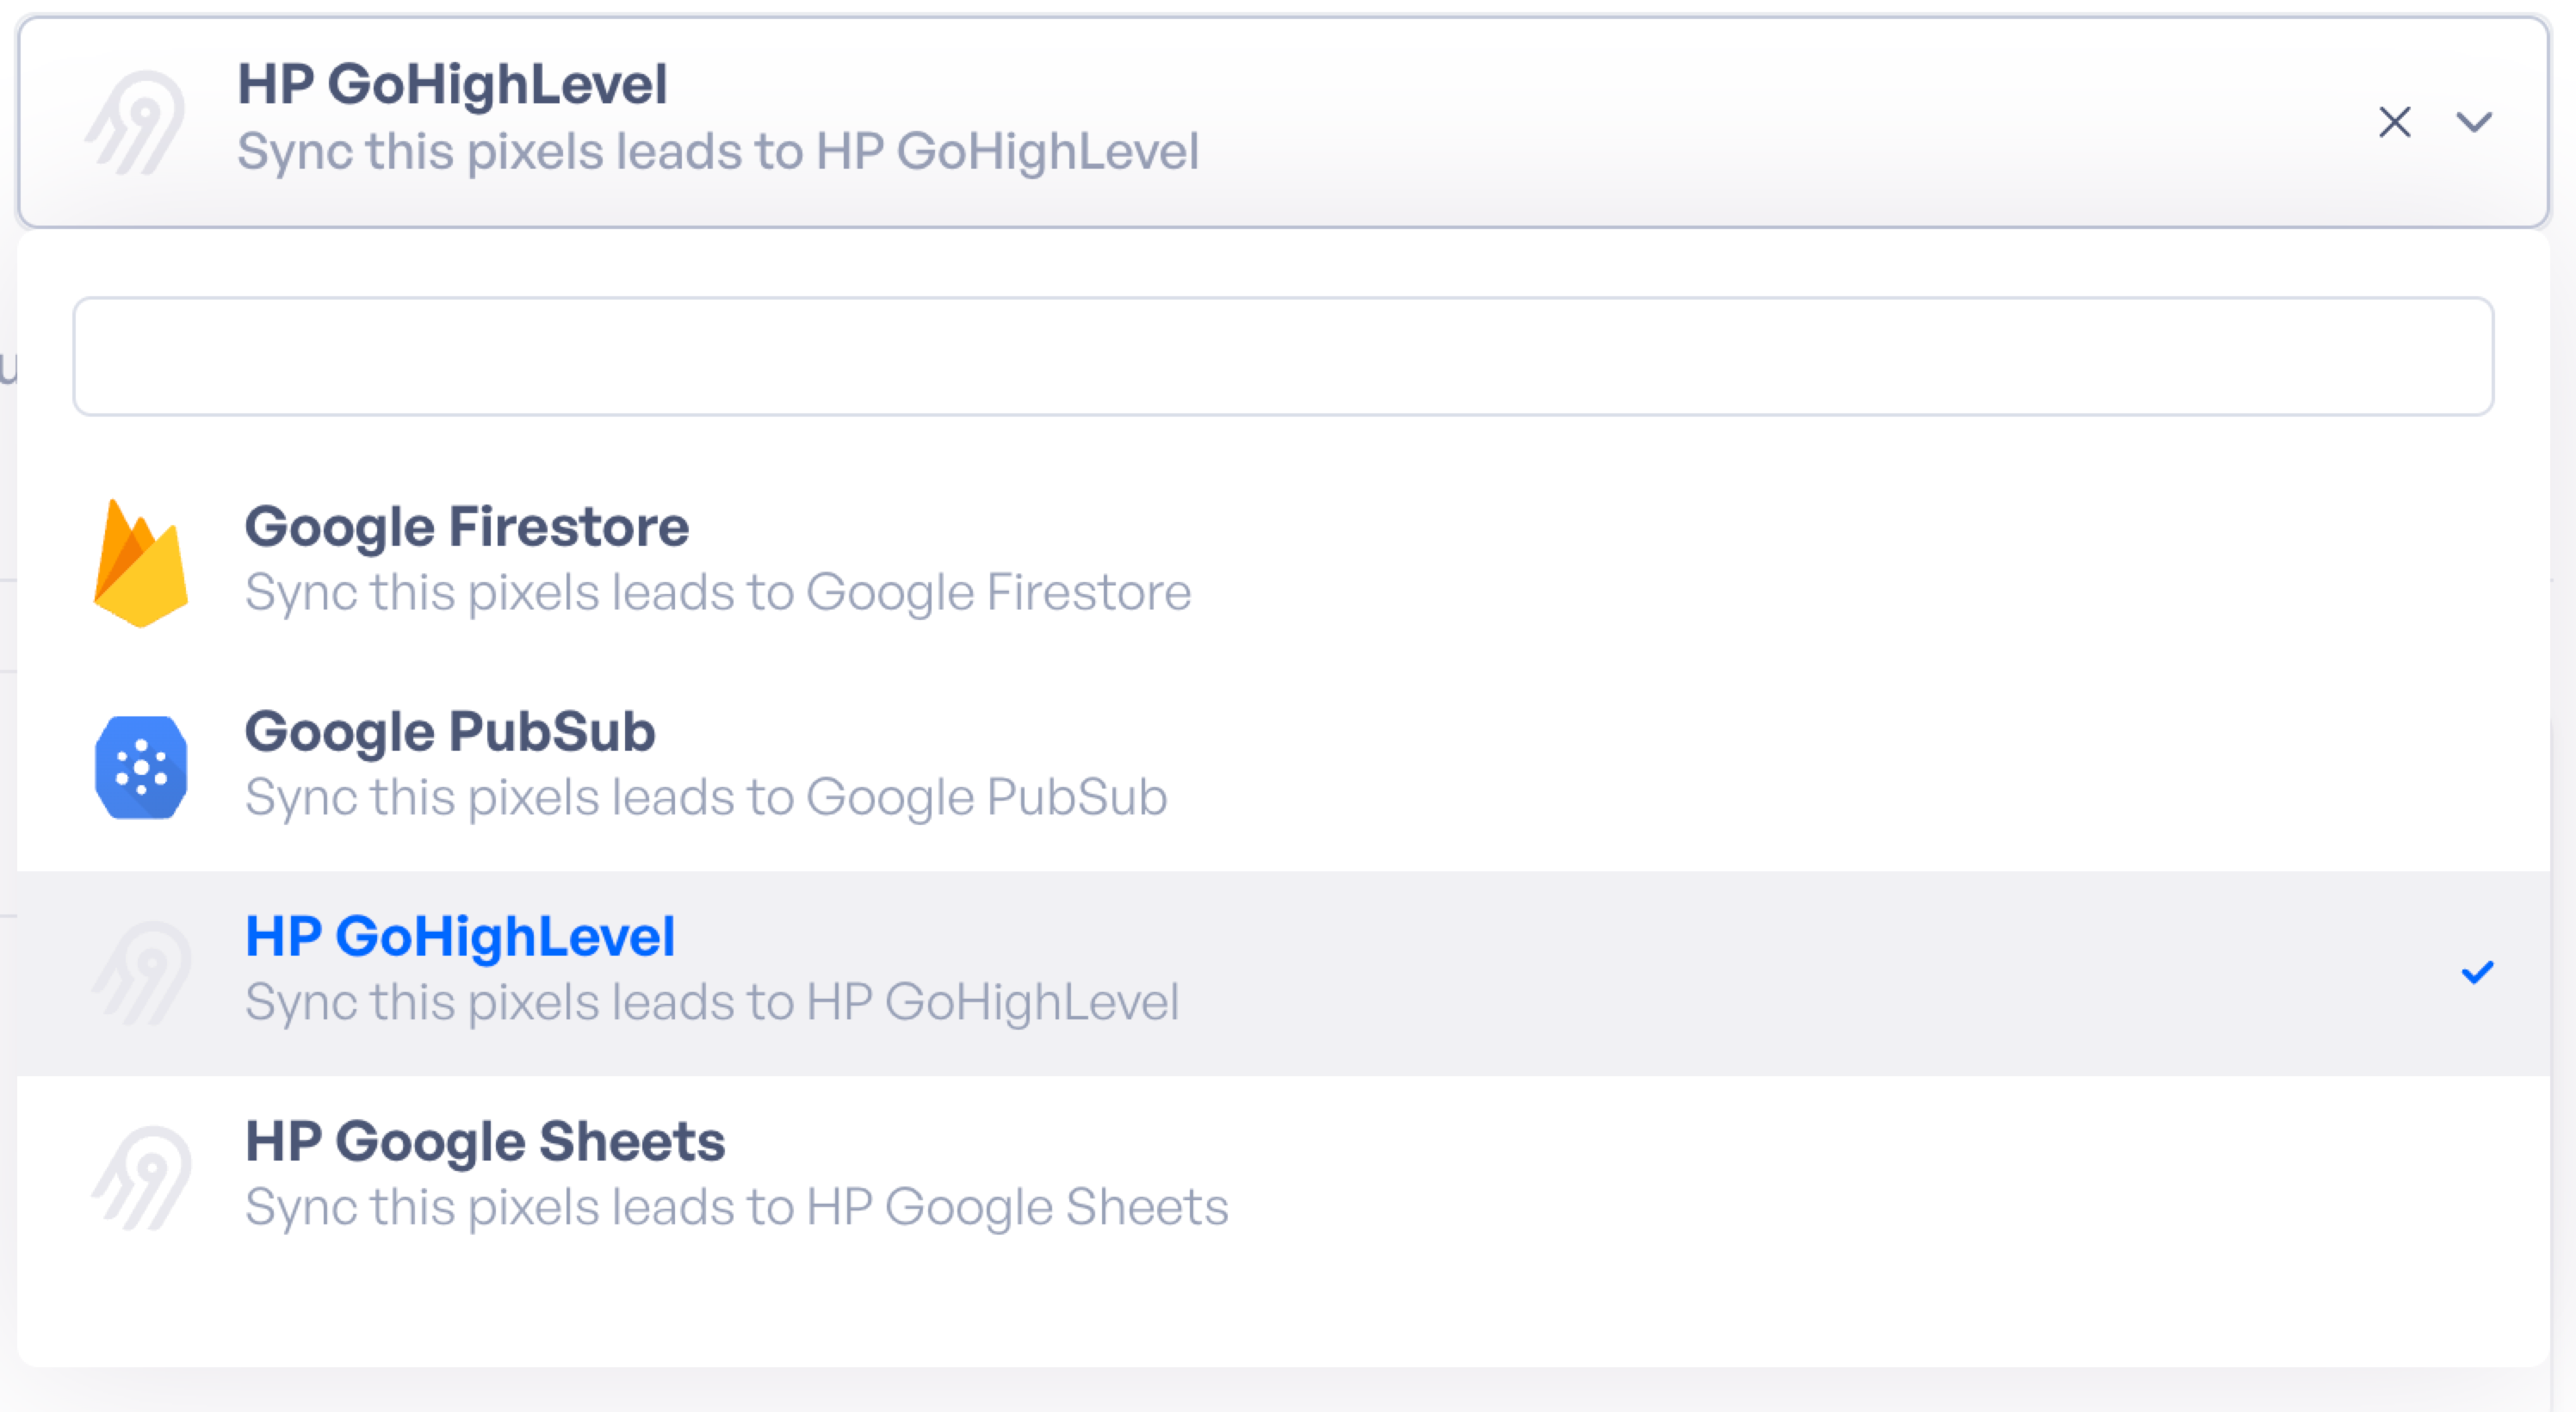 HP GoHighLevel
Sync this pixels leads to HP GoHighLevel
Google Firestore
Sync this pixels leads to Google Firestore
Google PubSub
Sync this pixels leads to Google PubSub
HP GoHighLevel
Sync this pixels leads to HP GoHighLevel
HP Google Sheets
Sync this pixels leads to HP Google Sheets